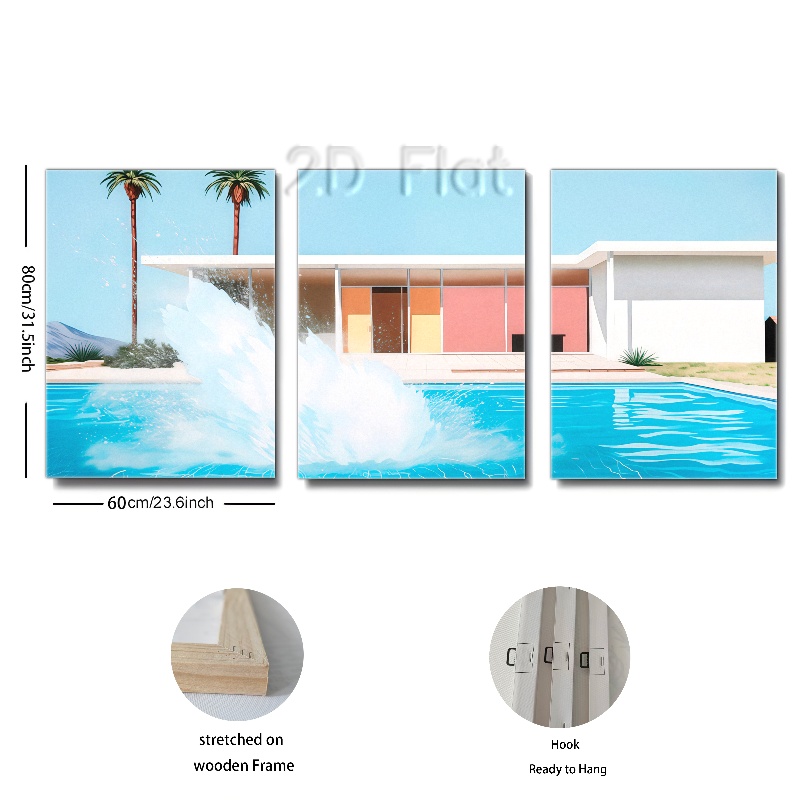 2D Flat
80cm/31.5inch
60cm/23.6inch
stretched on
wooden Frame
Hook
Ready to Hang